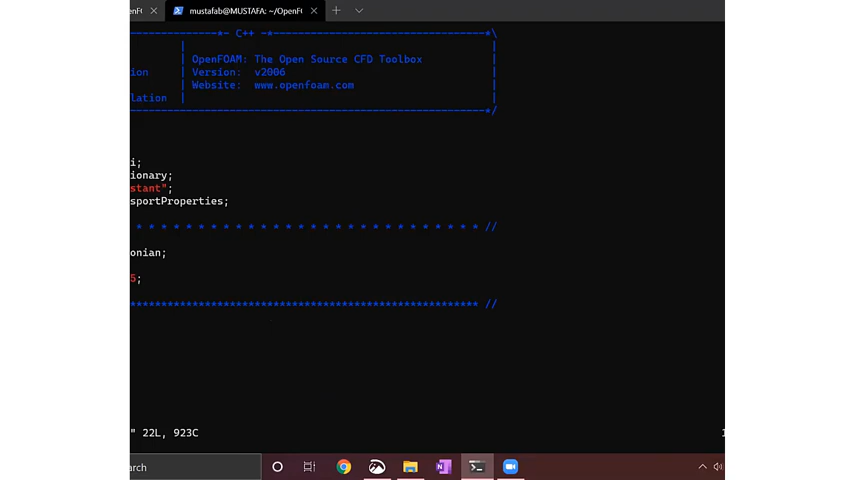 nF
mustafab@MUSTAFA: ~/OpenF(
-*- C++ -*-
OpenFOAM: The Open Source CFD Toolbox
ion | Version: v2006
| Website: www.openfoam.com
lation |
*/
i;
ionary;
stant";
sportProperties;
* * * * * * * * * * * * * * * * * * * * * * * * * * * * //
onian;
5;
******************************************************** //
" 22L, 923C
arch